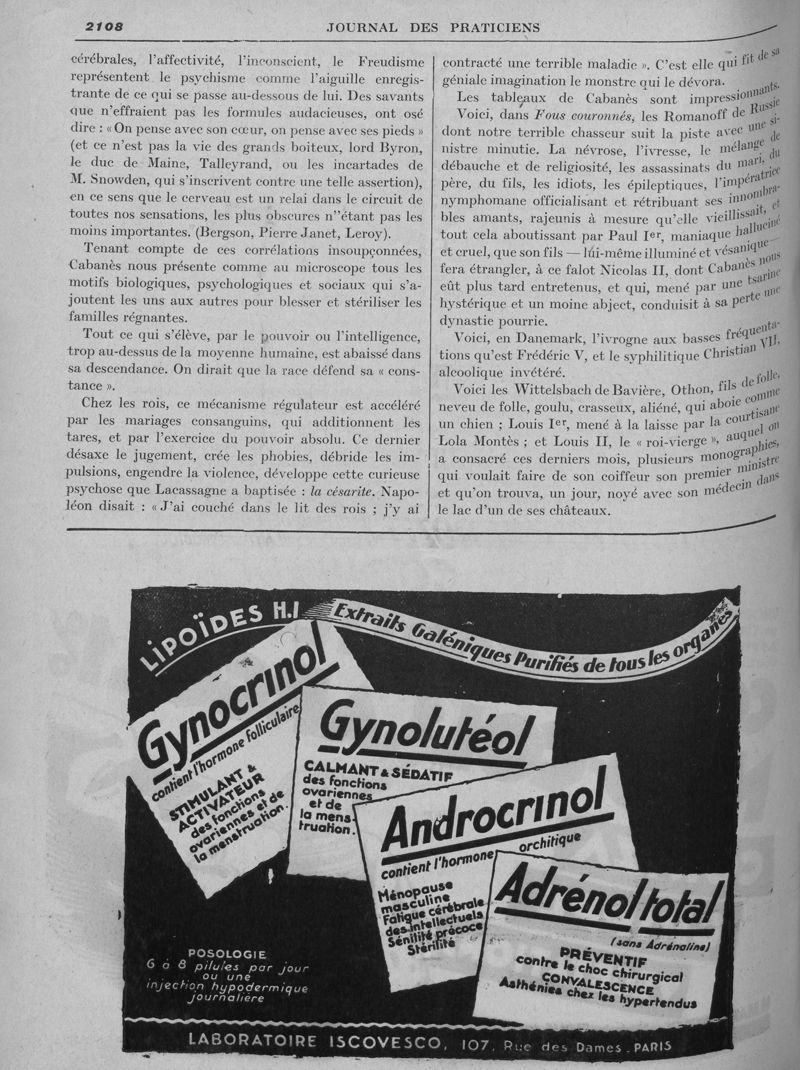 2108
JOURNAL DES PRATICIENS
cérébrales, l'affectivité, l'inconscient, le Freudisme
représentent le psychisme comme l'aiguille enregis-
trante de ce qui se passe au-dessous de lui. Des savants
que n'effraient pas les formules audacieuses, ont osé
dire : « On pense avec son cœur, on pense avec ses pieds »
(et ce n'est pas la vie des grands boiteux, lord Byron,
le duc de Maine, Talleyrand, ou les incartades de
M. Snowden, qui s'inscrivent contre une telle assertion),
en ce sens que le cerveau est un relai dans le circuit de
toutes nos sensations, les plus obscures n''étant pas les
moins importantes. (Bergson, Pierre Janet, Leroy).
Tenant compte de ces corrélations insoupçonnées,
Cabanès nous présente comme au microscope tous les
motifs biologiques, psychologiques et sociaux qui s'a-
joutent les uns aux autres pour blesser et stériliser les
familles régnantes.
Tout ce qui s'élève, par le pouvoir ou l'intelligence,
trop au-dessus de la moyenne humaine, est abaissé dans
sa descendance. On dirait que la race défend sa « cons-
tance ».
Chez les rois, ce mécanisme régulateur est accéléré
par les mariages consanguins, qui additionnent les
tares, et par l'exercice du pouvoir absolu. Ce dernier
désaxe le jugement, crée les phobies, débride les im-
pulsions, engendre la violence, développe cette curieuse
psychose que Lacassagne a baptisée : la césarite. Napo-
léon disait : « J'ai couché dans le lit des rois ; j'y ai
contracté une terrible maladie ». C'est elle qui fit de sa
géniale imagination le monstre qui le dévora.
Les tableaux de Cabanès sont impressionnants.
Voici, dans Fous couronnés, les Romanoff de Russie
dont notre terrible chasseur suit la piste avec une si-
nistre minutie. La névrose, l'ivresse, le mélange de
débauche et de religiosité, les assassinats du mari, du
père, du fils, les idiots, les épileptiques, l'impératrice
nymphomane officialisant et rétribuant ses innombra-
bles amants, rajeunis à mesure qu'elle vieillissait, et
tout cela aboutissant par Paul Ier, maniaque halluciné
et cruel, que son fils — lui-même illuminé et vésanique —
fera étrangler, à ce falot Nicolas II, dont Cabanès nous
eût plus tard entretenus, et qui, mené par une tsarine
hystérique et un moine abject, conduisit à sa perte une
dynastie pourrie.
Voici, en Danemark, l'ivrogne aux basses fréquenta-
tions qu'est Frédéric V, et le syphilitique Christian VII,
alcoolique invétéré.
Voici les Wittelsbach de Bavière, Othon, fils de folle,
neveu de folle, goulu, crasseux, aliéné, qui aboie comme
un chien ; Louis Ier, mené à la laisse par la courtisane
Lola Montès ; et Louis II, le « roi-vierge », auquel on
a consacré ces derniers mois, plusieurs monographies,
qui voulait faire de son coiffeur son premier ministre
et qu'on trouva, un jour, noyé avec son médecin dans
le lac d'un de ses châteaux.
LIPOÏDES H.I
Extraits Galéniques Purifiés de tous les organes
Gynocrinol
contient l'hormone folliculaire
STIMULANT &
ACTIVATEUR
des fonctions
ovariennes et de
la menstruation.
Gynolutéol
CALMANT & SÉDATIF
des fonctions
ovariennes
et de
la mens-
truation.
Androcrinol
contient l'hormone orchitique
Ménopause
masculine
Fatigue cérébrale
des intellectuels
Sénilité précoce
Stérilité
Adrénol total
(sans Adrénaline)
PRÉVENTIF
contre le choc chirurgical
CONVALESCENCE
Asthénies chez les hypertendus
POSOLOGIE
6 à 8 pilules par jour
ou une
injection hypodermique
journalière
LABORATOIRE ISCOVESCO, 107, Rue des Dames . PARIS